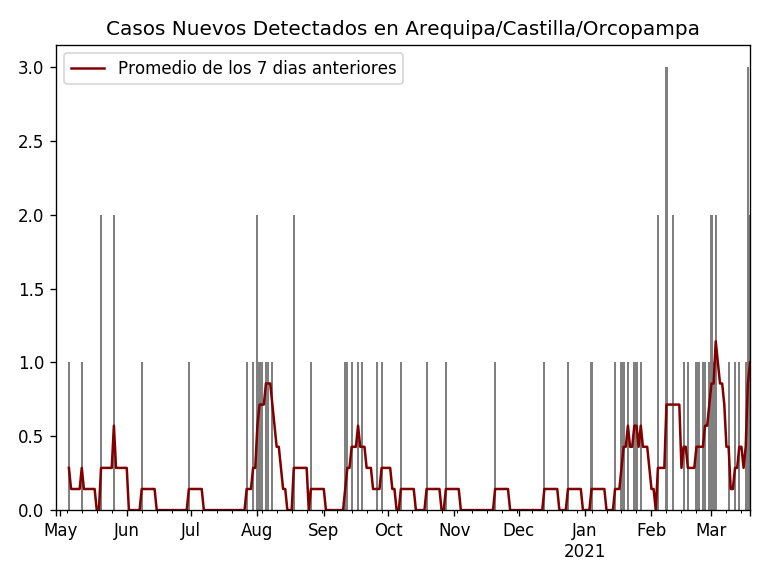 Casos Nuevos Detectados en Arequipa/Castilla/Orcopampa
Promedio de los 7 dias anteriores
3.0
2.5
2.0
1.5
1.0
0.5
0.0
May Jun Jul Aug Sep Oct Nov Dec Jan Feb Mar
2021